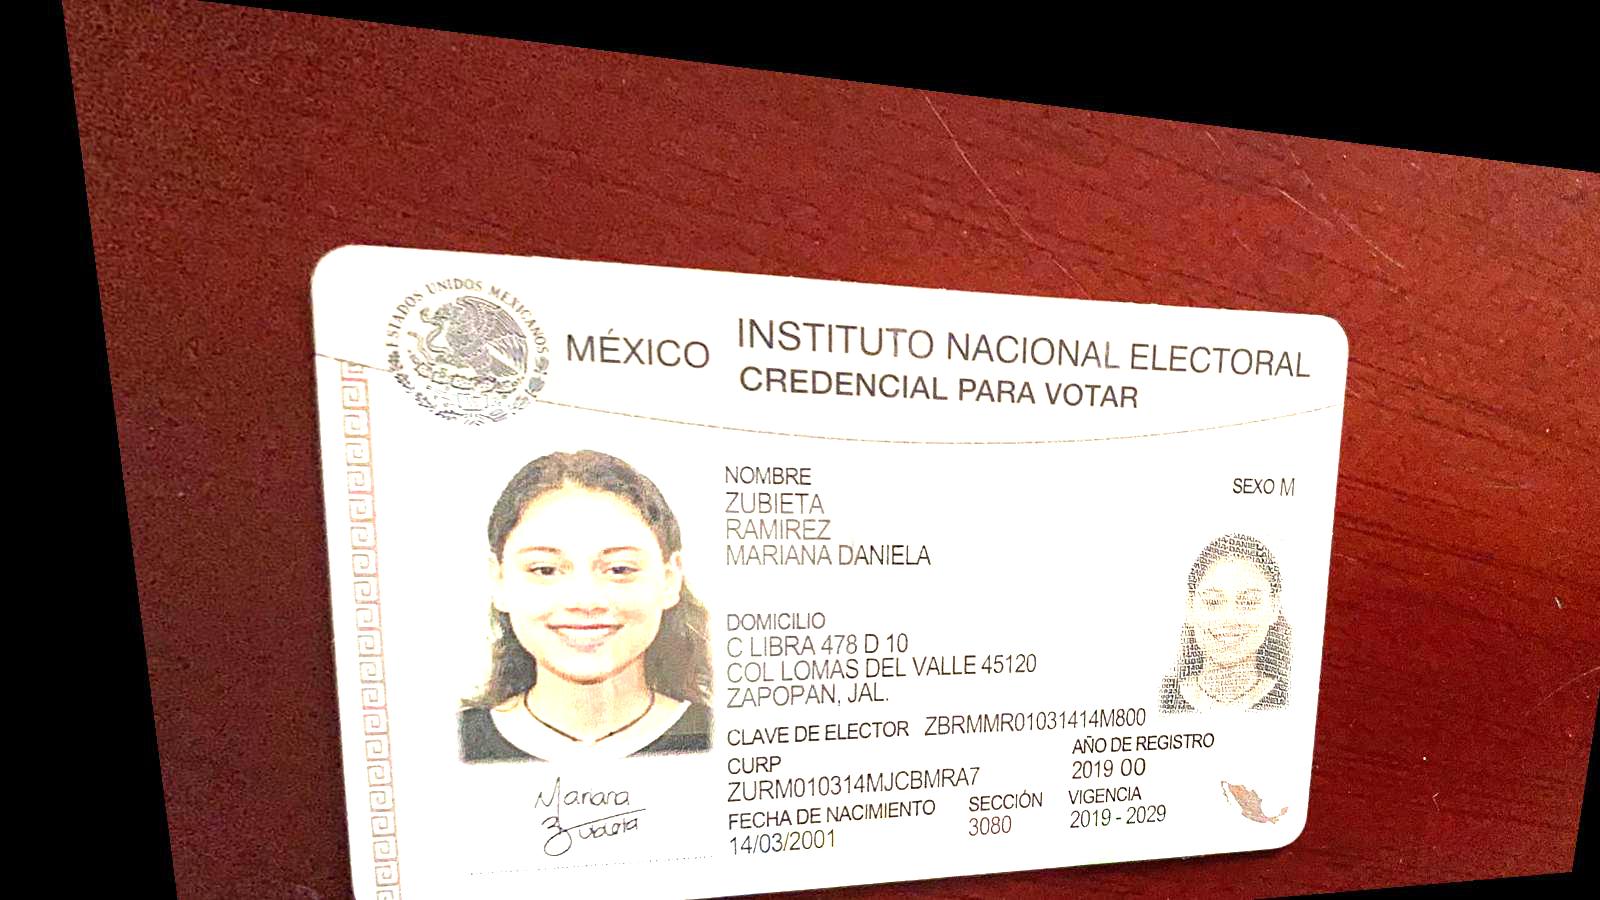 ESTADOS UNIDOS MEXICANOS
MÉXICO
INSTITUTO NACIONAL ELECTORAL
CREDENCIAL PARA VOTAR
NOMBRE
ZUBIETA
RAMIREZ
MARIANA DANIELA
SEXO M
DOMICILIO
C LIBRA 478 D 10
COL LOMAS DEL VALLE 45120
ZAPOPAN, JAL.
CLAVE DE ELECTOR ZBRMMR01031414M800
CURP
ZURM010314MJCBMRA7
AÑO DE REGISTRO
2019 00
FECHA DE NACIMIENTO
14/03/2001
SECCIÓN
3080
VIGENCIA
2019 - 2029
Mariana
Zubieta